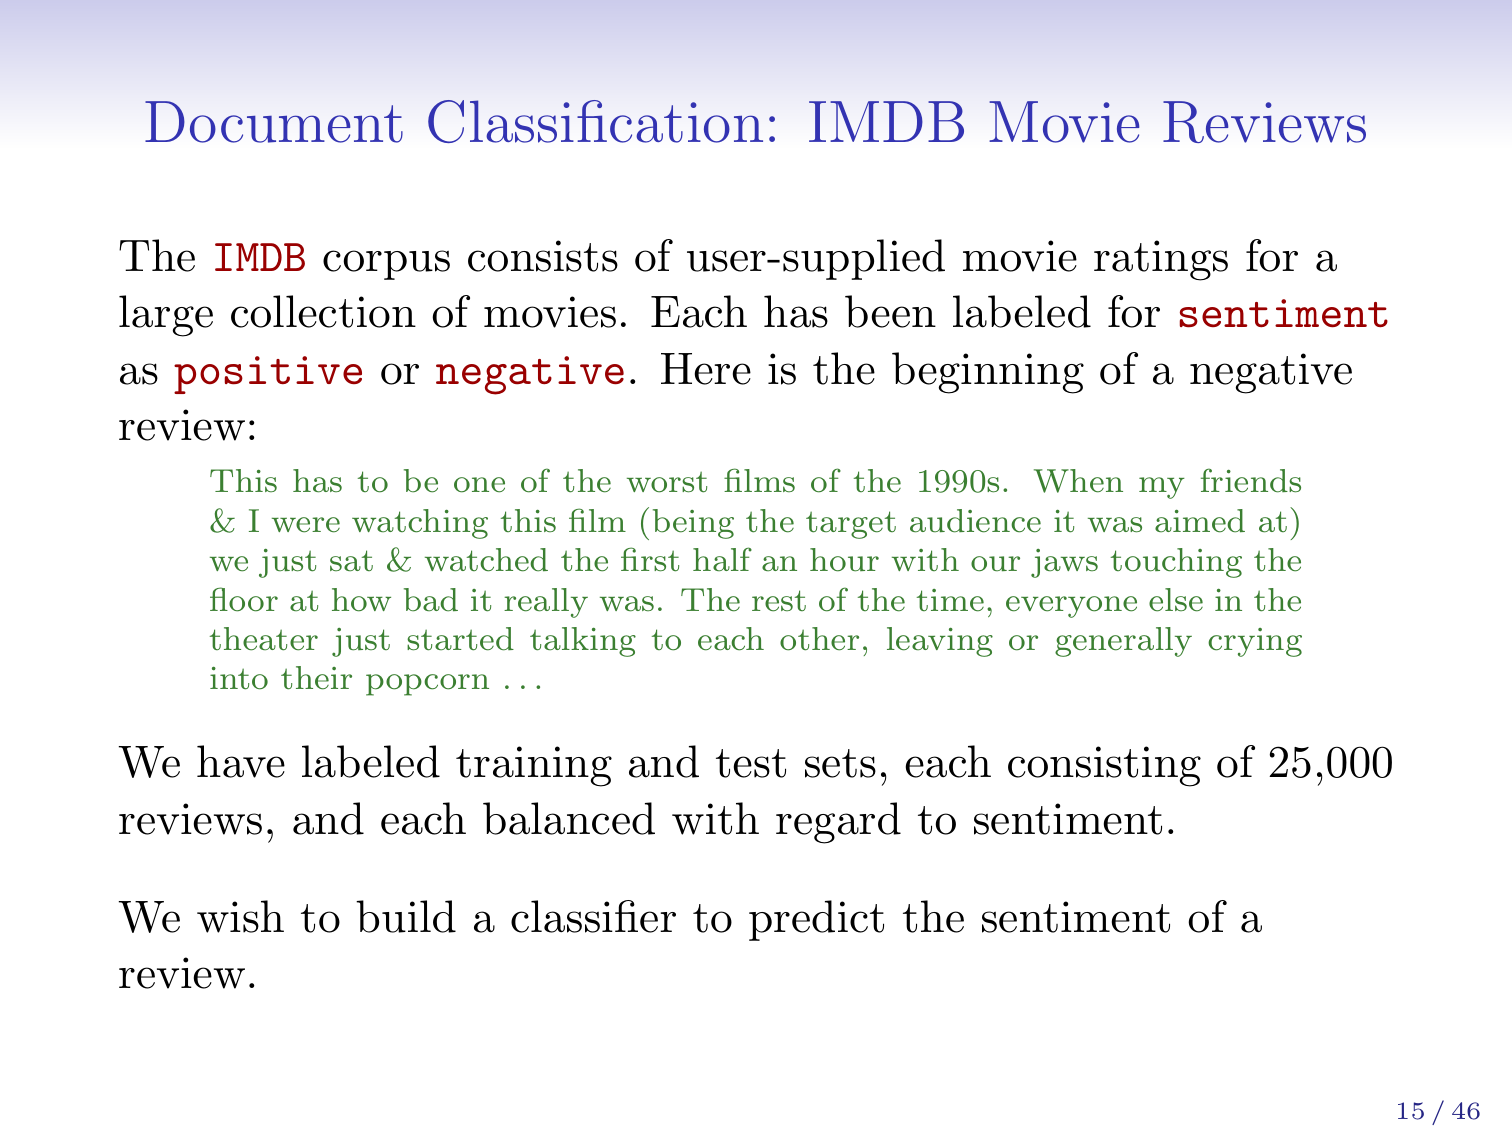 Document Classification: IMDB Movie Reviews
The IMDB corpus consists of user-supplied movie ratings for a
large collection of movies. Each has been labeled for sentiment
as positive or negative. Here is the beginning of a negative
review:
This has to be one of the worst films of the 1990s. When my friends
& I were watching this film (being the target audience it was aimed at)
we just sat & watched the first half an hour with our jaws touching the
floor at how bad it really was. The rest of the time, everyone else in the
theater just started talking to each other, leaving or generally crying
into their popcorn . . .
We have labeled training and test sets, each consisting of 25,000
reviews, and each balanced with regard to sentiment.
We wish to build a classifier to predict the sentiment of a
review.
15 / 46